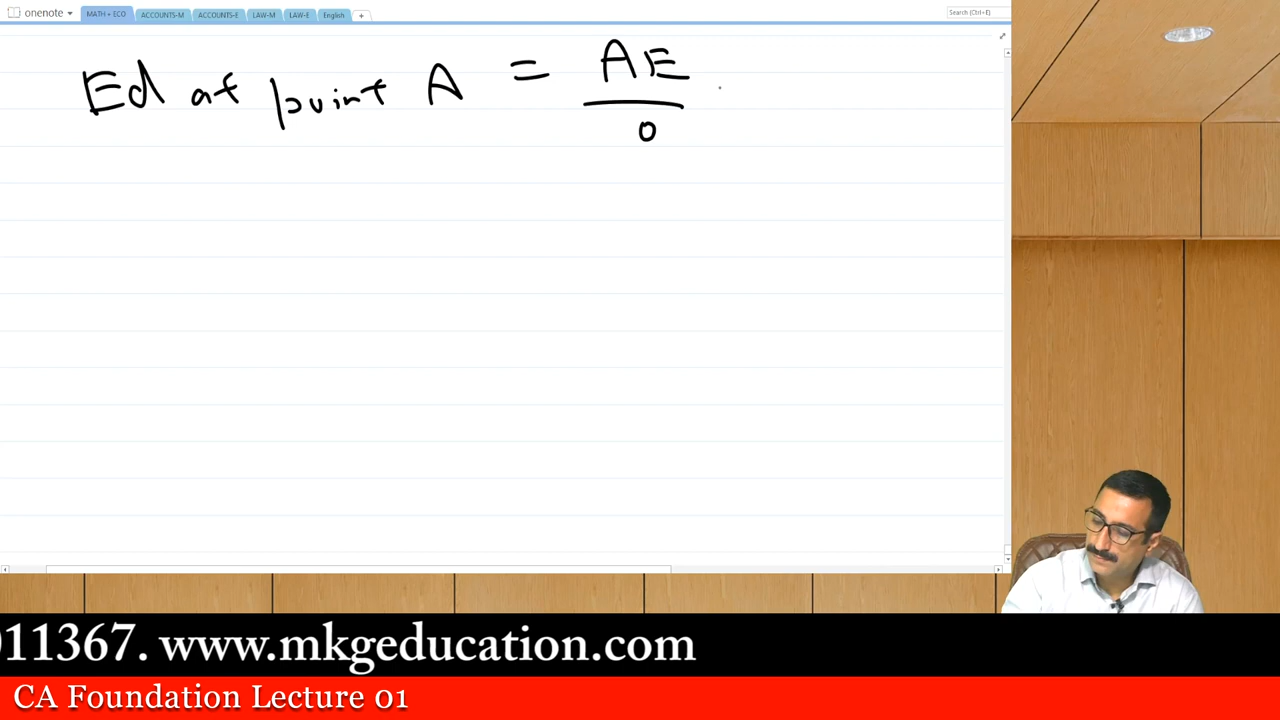 onenote MATH + ECO ACCOUNTS-M ACCOUNTS-E LAW-M LAW-E English + Search (Ctrl+E)
Ed at point A = AE
0
011367. www.mkgeducation.com
CA Foundation Lecture 01